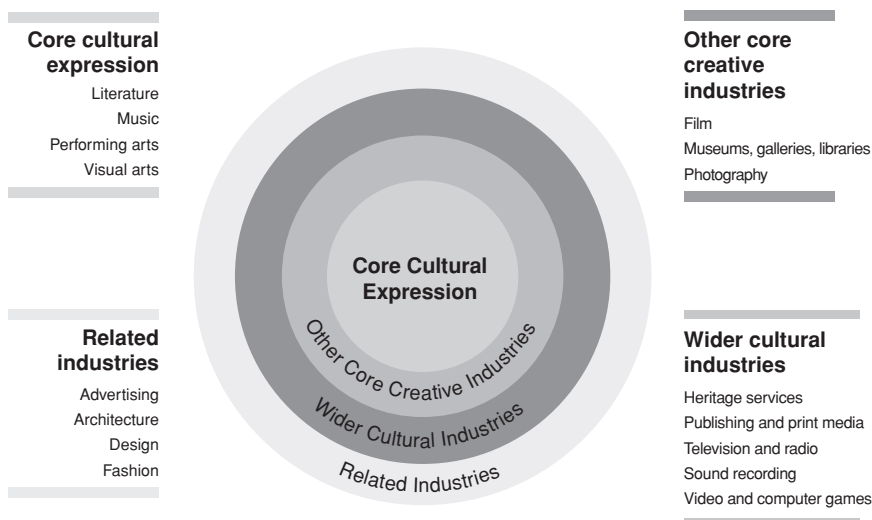 Core cultural
expression
Literature
Music
Performing arts
Visual arts
Other core
creative
industries
Film
Museums, galleries, libraries
Photography
Core Cultural
Expression
Other Core Creative Industries
Wider Cultural Industries
Related Industries
Related
industries
Advertising
Architecture
Design
Fashion
Wider cultural
industries
Heritage services
Publishing and print media
Television and radio
Sound recording
Video and computer games